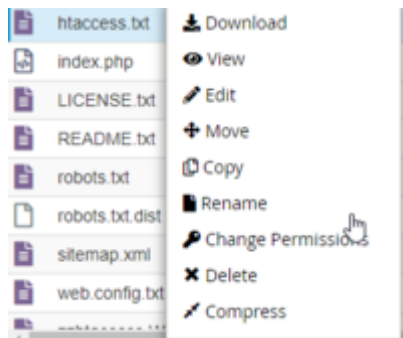 htaccess.txt
Download
index.php
View
LICENSE.txt
Edit
README.txt
Move
robots.txt
Copy
robots.txt.dist
Rename
sitemap.xml
Change Permissions
web.config.txt
Delete
Compress